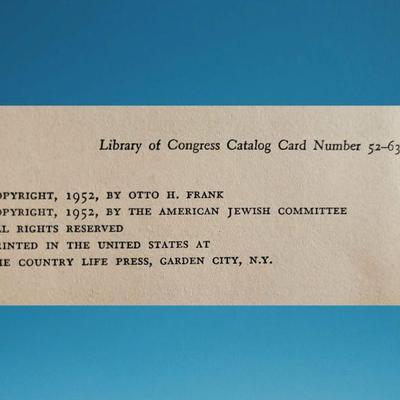 Library of Congress Catalog Card Number 52–63
OPYRIGHT, 1952, BY OTTO H. FRANK
OPYRIGHT, 1952, BY THE AMERICAN JEWISH COMMITTEE
LL RIGHTS RESERVED
RINTED IN THE UNITED STATES AT
HE COUNTRY LIFE PRESS, GARDEN CITY, N.Y.